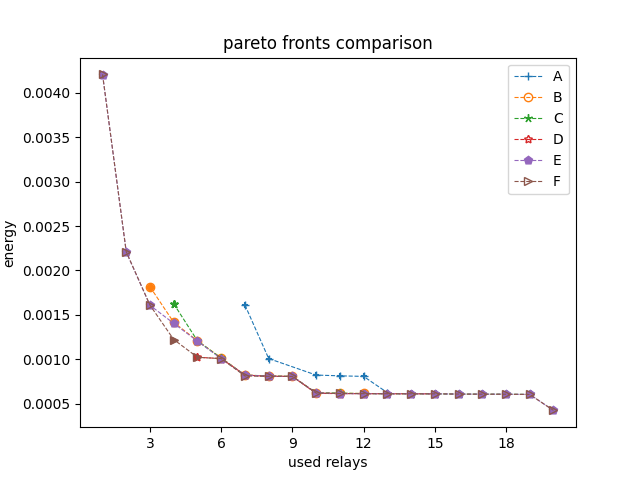 pareto fronts comparison
A
B
C
D
E
F
energy
0.0040
0.0035
0.0030
0.0025
0.0020
0.0015
0.0010
0.0005
3 6 9 12 15 18
used relays